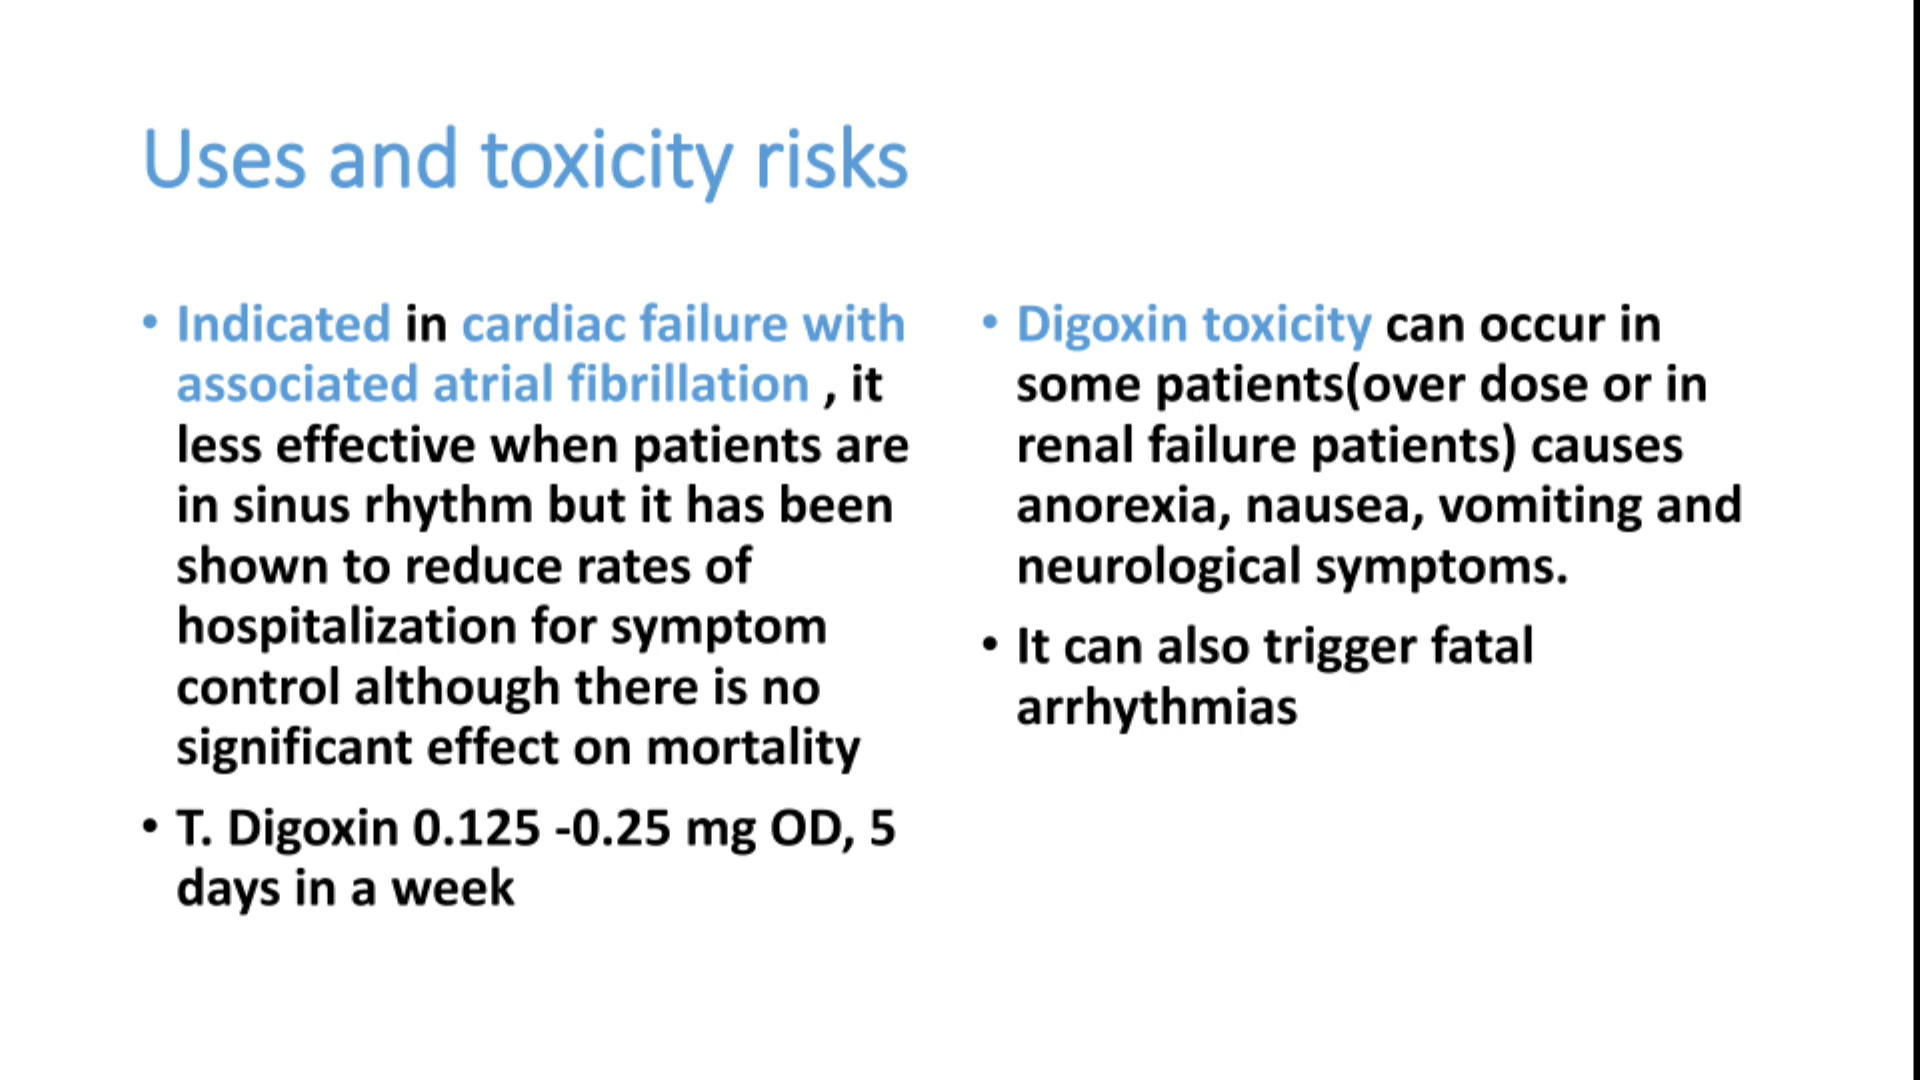 Uses and toxicity risks
• Indicated in cardiac failure with
associated atrial fibrillation , it
less effective when patients are
in sinus rhythm but it has been
shown to reduce rates of
hospitalization for symptom
control although there is no
significant effect on mortality
• T. Digoxin 0.125 -0.25 mg OD, 5
days in a week
• Digoxin toxicity can occur in
some patients(over dose or in
renal failure patients) causes
anorexia, nausea, vomiting and
neurological symptoms.
• It can also trigger fatal
arrhythmias